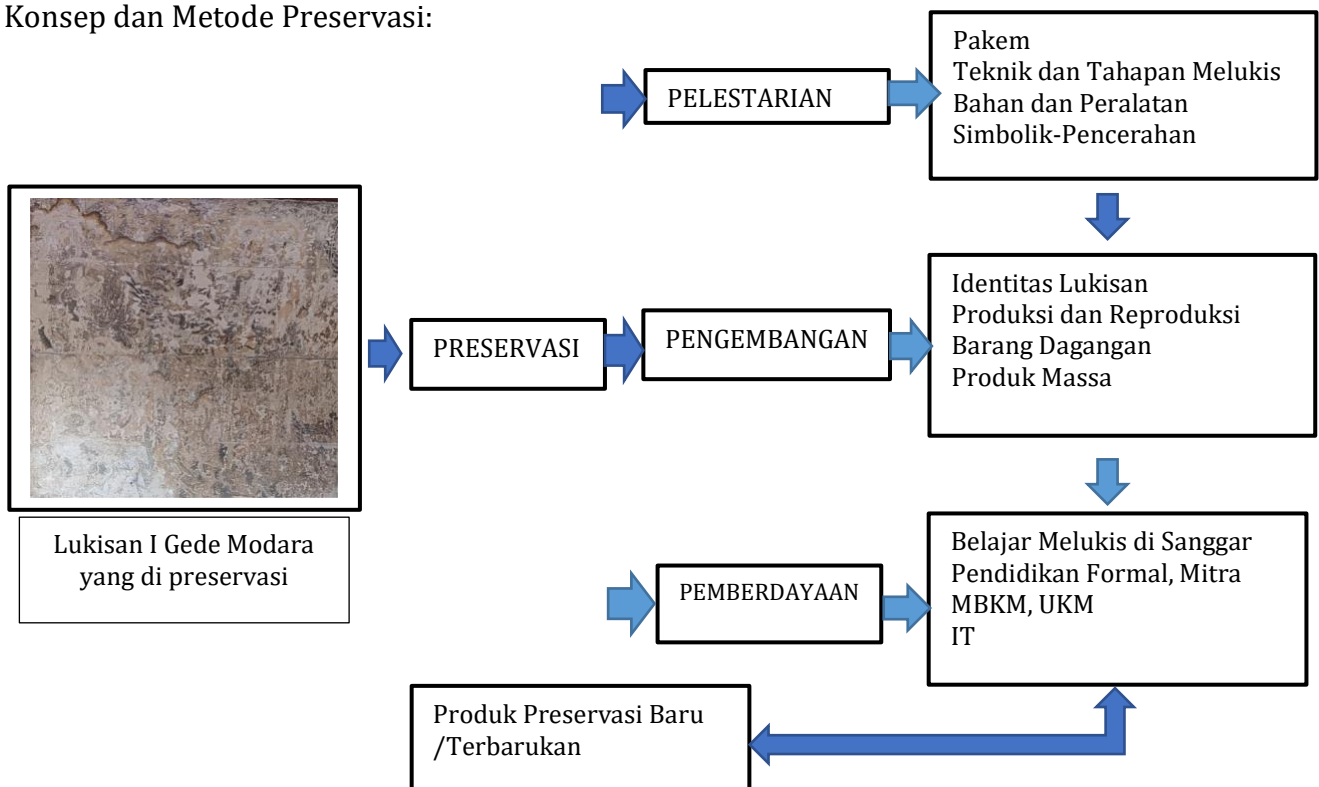 Konsep dan Metode Preservasi:
PELESTARIAN
Pakem
Teknik dan Tahapan Melukis
Bahan dan Peralatan
Simbolik-Pencerahan
Lukisan I Gede Modara
yang di preservasi
PRESERVASI
PENGEMBANGAN
Identitas Lukisan
Produksi dan Reproduksi
Barang Dagangan
Produk Massa
PEMBERDAYAAN
Belajar Melukis di Sanggar
Pendidikan Formal, Mitra
MBKM, UKM
IT
Produk Preservasi Baru
/Terbarukan